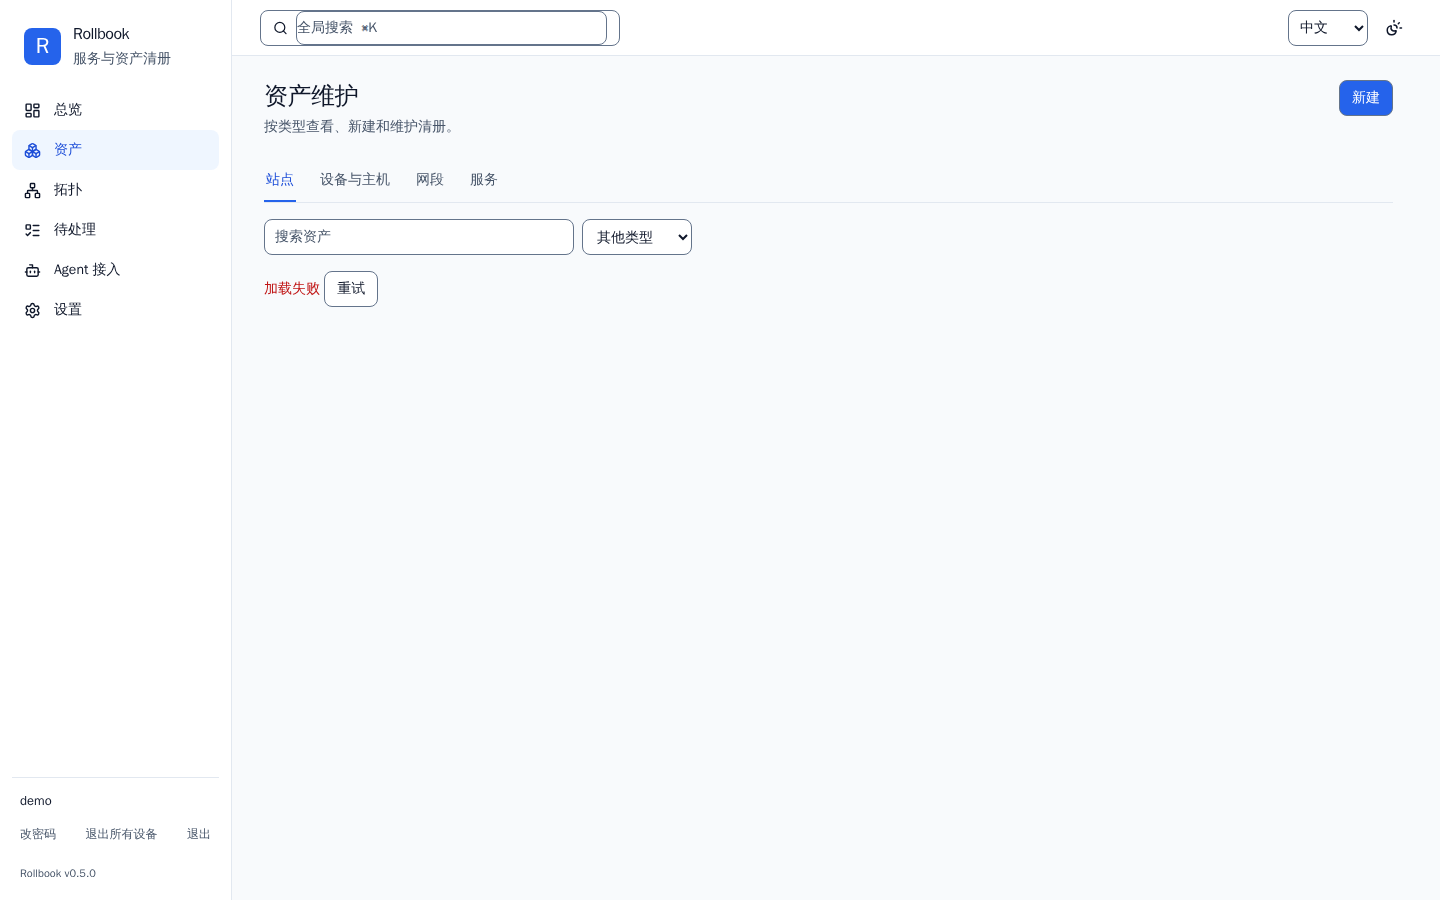 R
Rollbook
服务与资产清册
总览
资产
拓扑
待处理
Agent 接入
设置
demo
改密码 退出所有设备 退出
Rollbook v0.5.0
全局搜索 ⌘K
中文
资产维护
新建
按类型查看、新建和维护清册。
站点 设备与主机 网段 服务
搜索资产 其他类型
加载失败 重试